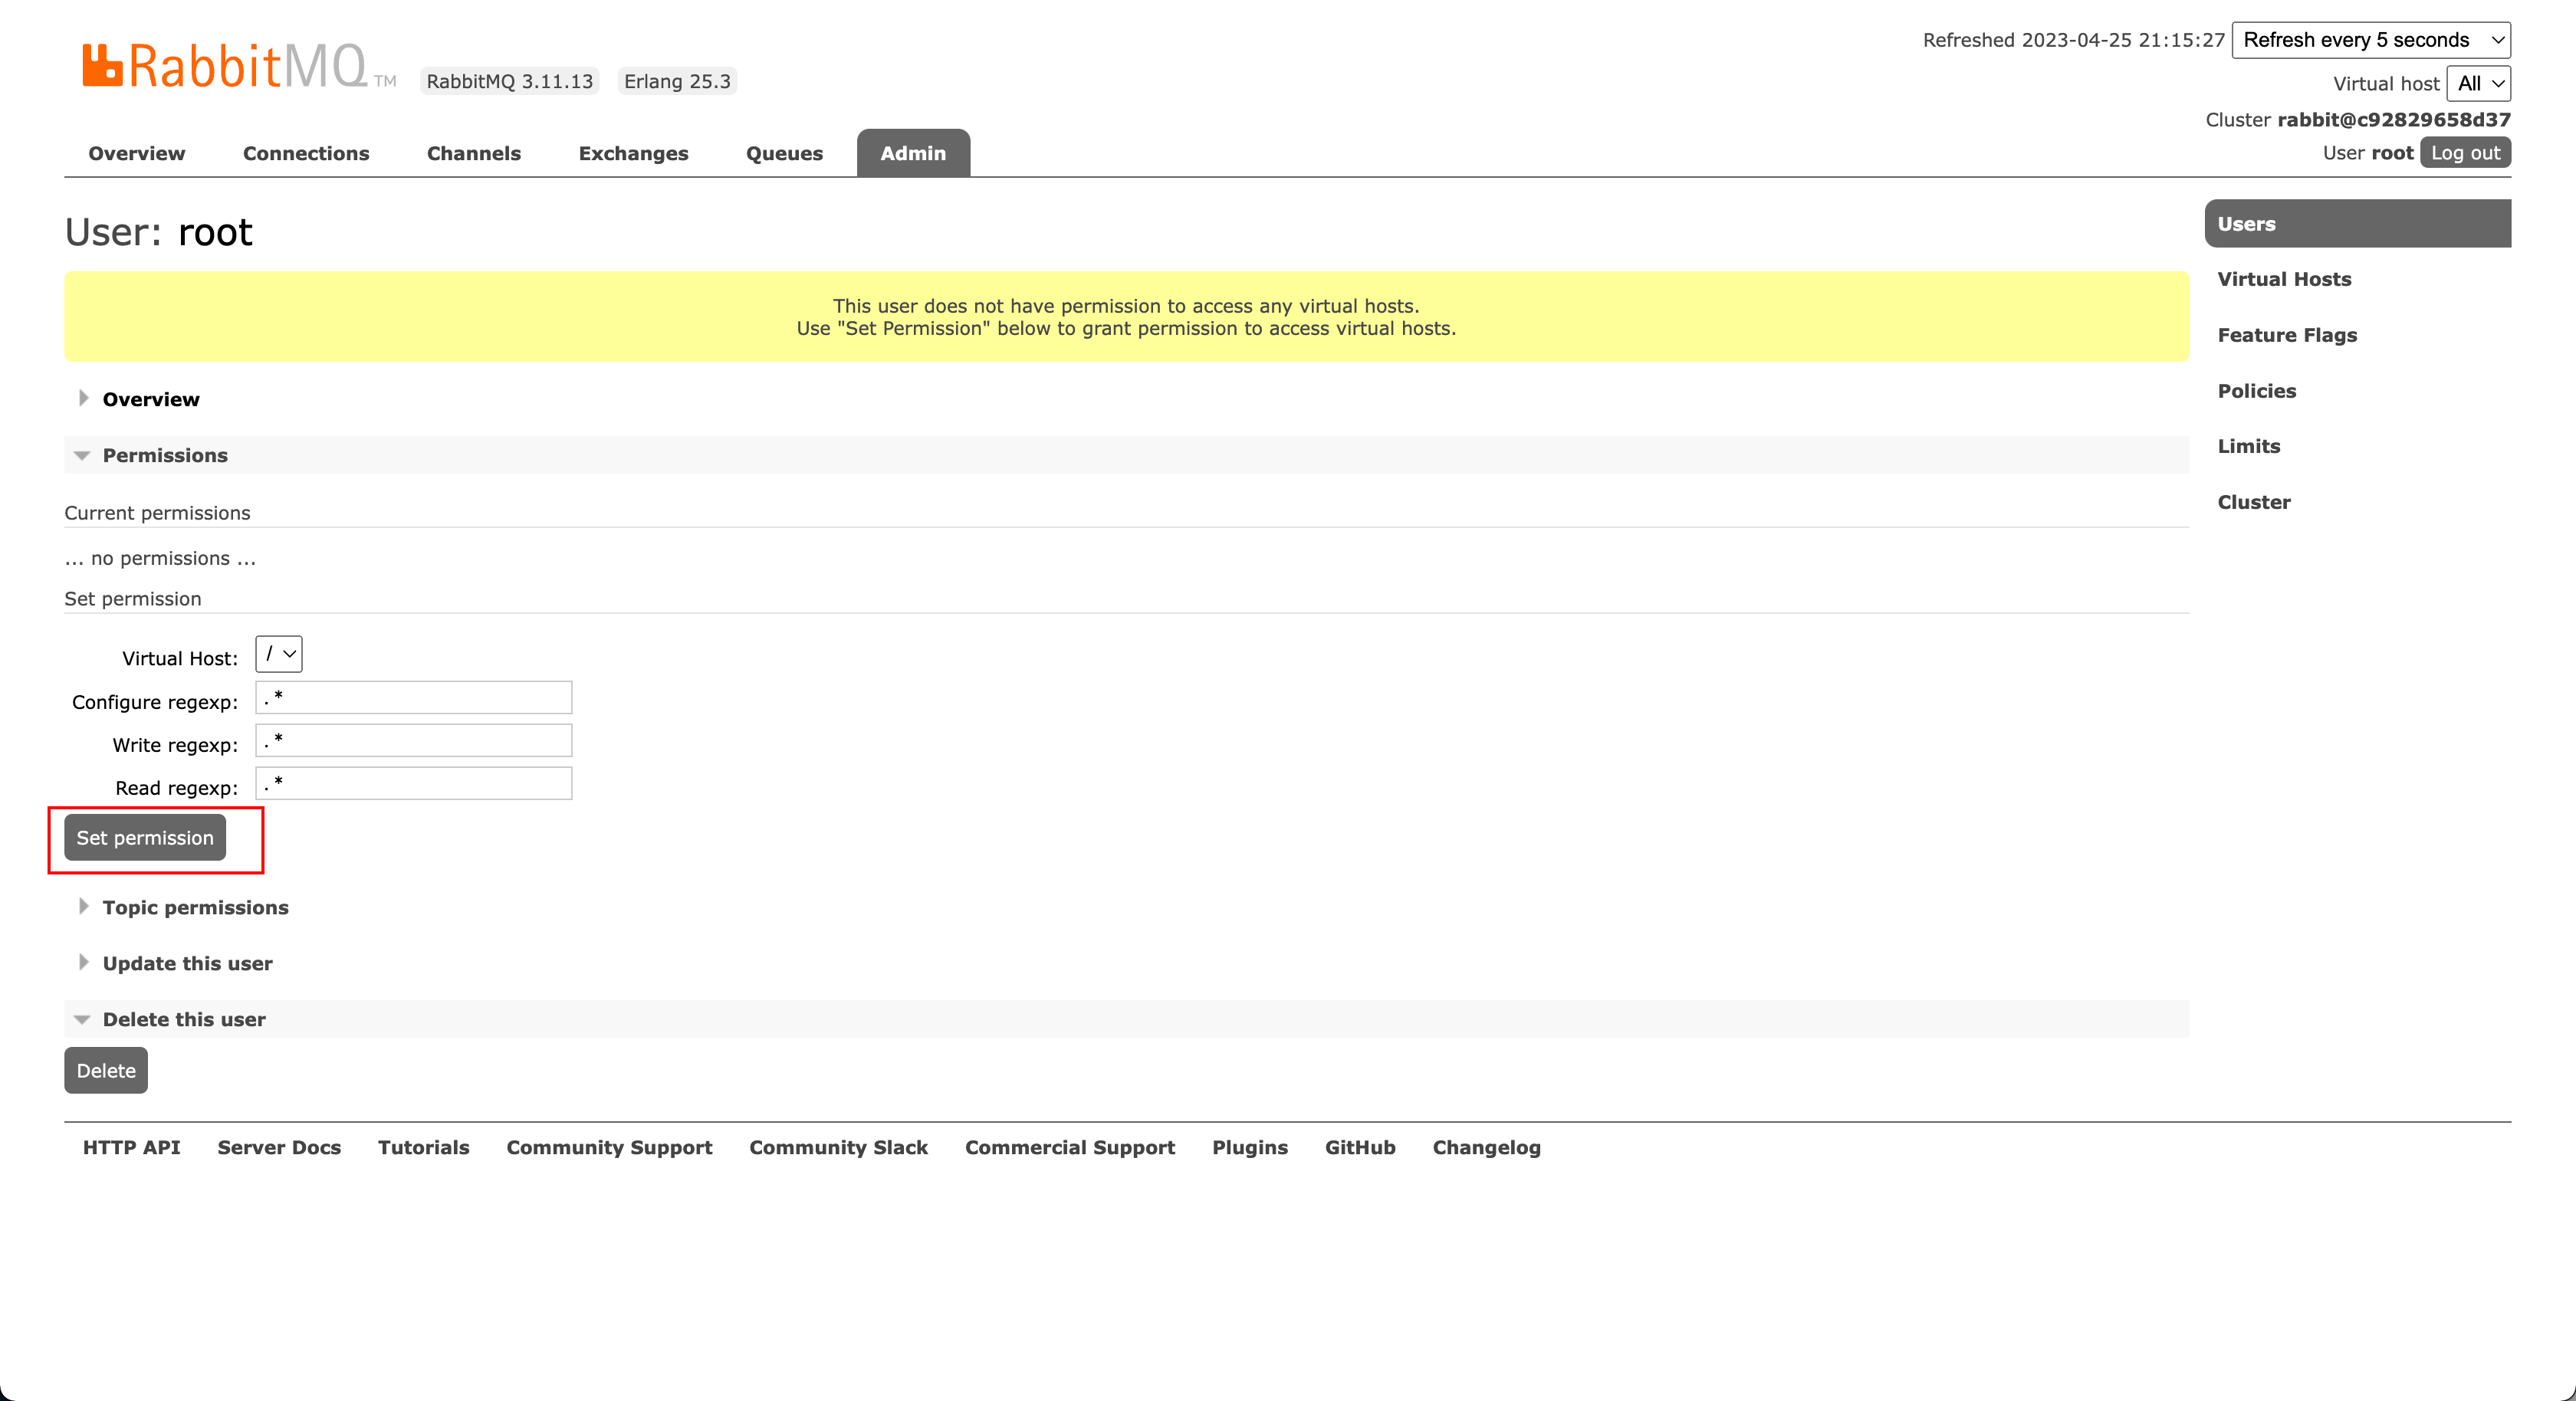 RabbitMQ TM RabbitMQ 3.11.13 Erlang 25.3
Refreshed 2023-04-25 21:15:27 Refresh every 5 seconds
Virtual host All
Cluster rabbit@c92829658d37
User root Log out
Overview Connections Channels Exchanges Queues Admin
User: root
This user does not have permission to access any virtual hosts.
Use "Set Permission" below to grant permission to access virtual hosts.
Overview
Permissions
Current permissions
... no permissions ...
Set permission
Virtual Host: /
Configure regexp: .*
Write regexp: .*
Read regexp: .*
Set permission
Topic permissions
Update this user
Delete this user
Delete
Users
Virtual Hosts
Feature Flags
Policies
Limits
Cluster
HTTP API Server Docs Tutorials Community Support Community Slack Commercial Support Plugins GitHub Changelog